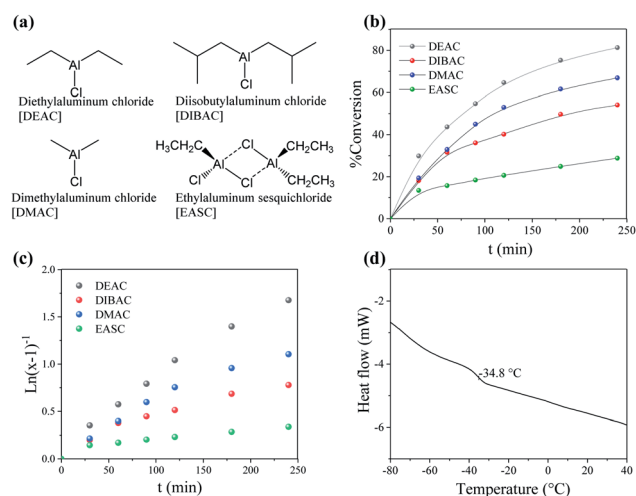 (a)
Al
Cl
Diethylaluminum chloride
[DEAC]
Al
Cl
Diisobutylaluminum chloride
[DIBAC]
Al
Cl
Dimethylaluminum chloride
[DMAC]
H3CH2C
Cl
CH2CH3
Al
Al
Cl
Cl
CH2CH3
Ethylaluminum sesquichloride
[EASC]
(b)
%Conversion
80
60
40
20
0
DEAC
DIBAC
DMAC
EASC
0 50 100 150 200 250
t (min)
(c)
Ln(x-1)-1
2.0
1.5
1.0
0.5
0.0
DEAC
DIBAC
DMAC
EASC
0 50 100 150 200 250
t (min)
(d)
Heat flow (mW)
-2
-4
-6
-34.8 °C
-80 -60 -40 -20 0 20 40
Temperature (°C)